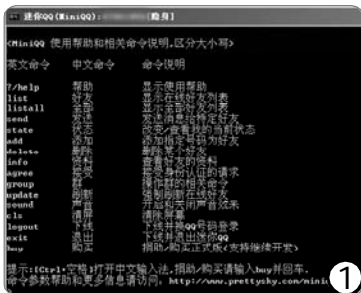 迷你QQ(MiniQQ): [隐身]
<MiniQQ 使用帮助和相关命令说明,区分大小写>
英文命令 中文命令 命令说明
?/help 帮助 显示使用帮助
list 好友 显示在线好友列表
listall 全部 显示全部好友列表
send 发送 发送消息给特定好友
state 状态 改变/查看我的当前状态
add 添加 添加指定号码为好友
delete 删除 删除某个好友
info 资料 查看好友的资料
agree 接受 接受身份认证的请求
group 群 操作群的相关命令
update 刷新 强制刷新在线好友
sound 声音 开启和关闭声音效果
cls 清屏 清除屏幕
logout 下线 下线并换QQ号码登录
exit 退出 下线并退出迷你QQ
buy 购买 捐助/购买正式版<支持继续开发>
提示:[Ctrl+空格]打开中文输入法,捐助/购买请输入buy并回车.
命令参数帮助和更多信息请访问. http://www.prettysky.com/mini
1